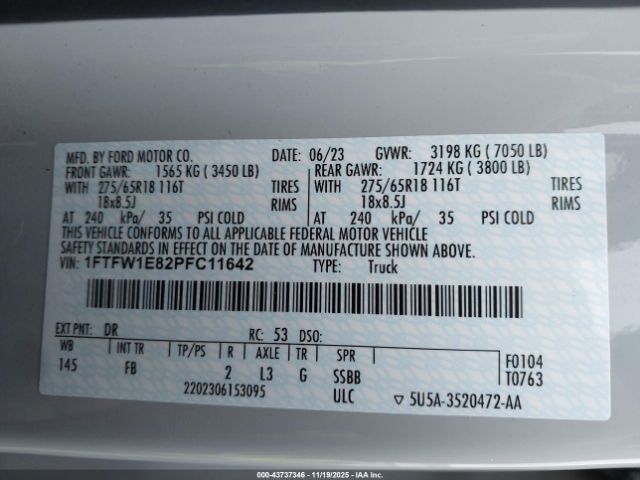 MFD. BY FORD MOTOR CO. DATE: 06/23 GVWR: 3198 KG ( 7050 LB)
FRONT GAWR: 1565 KG ( 3450 LB) REAR GAWR: 1724 KG ( 3800 LB)
WITH 275/65R18 116T TIRES WITH 275/65R18 116T TIRES
18x8.5J RIMS 18x8.5J RIMS
AT 240 kPa/ 35 PSI COLD AT 240 kPa/ 35 PSI COLD
THIS VEHICLE CONFORMS TO ALL APPLICABLE FEDERAL MOTOR VEHICLE
SAFETY STANDARDS IN EFFECT ON THE DATE OF MANUFACTURE SHOWN ABOVE.
VIN: 1FTFW1E82PFC11642 TYPE: Truck
EXT PNT: DR RC: 53 DSO:
WB INT TR TP/PS R AXLE TR SPR F0104
145 FB 2 L3 G SSBB T0763
2202306153095 ULC ▽ 5U5A-3520472-AA
000-43737346 - 11/19/2025 - IAA Inc.